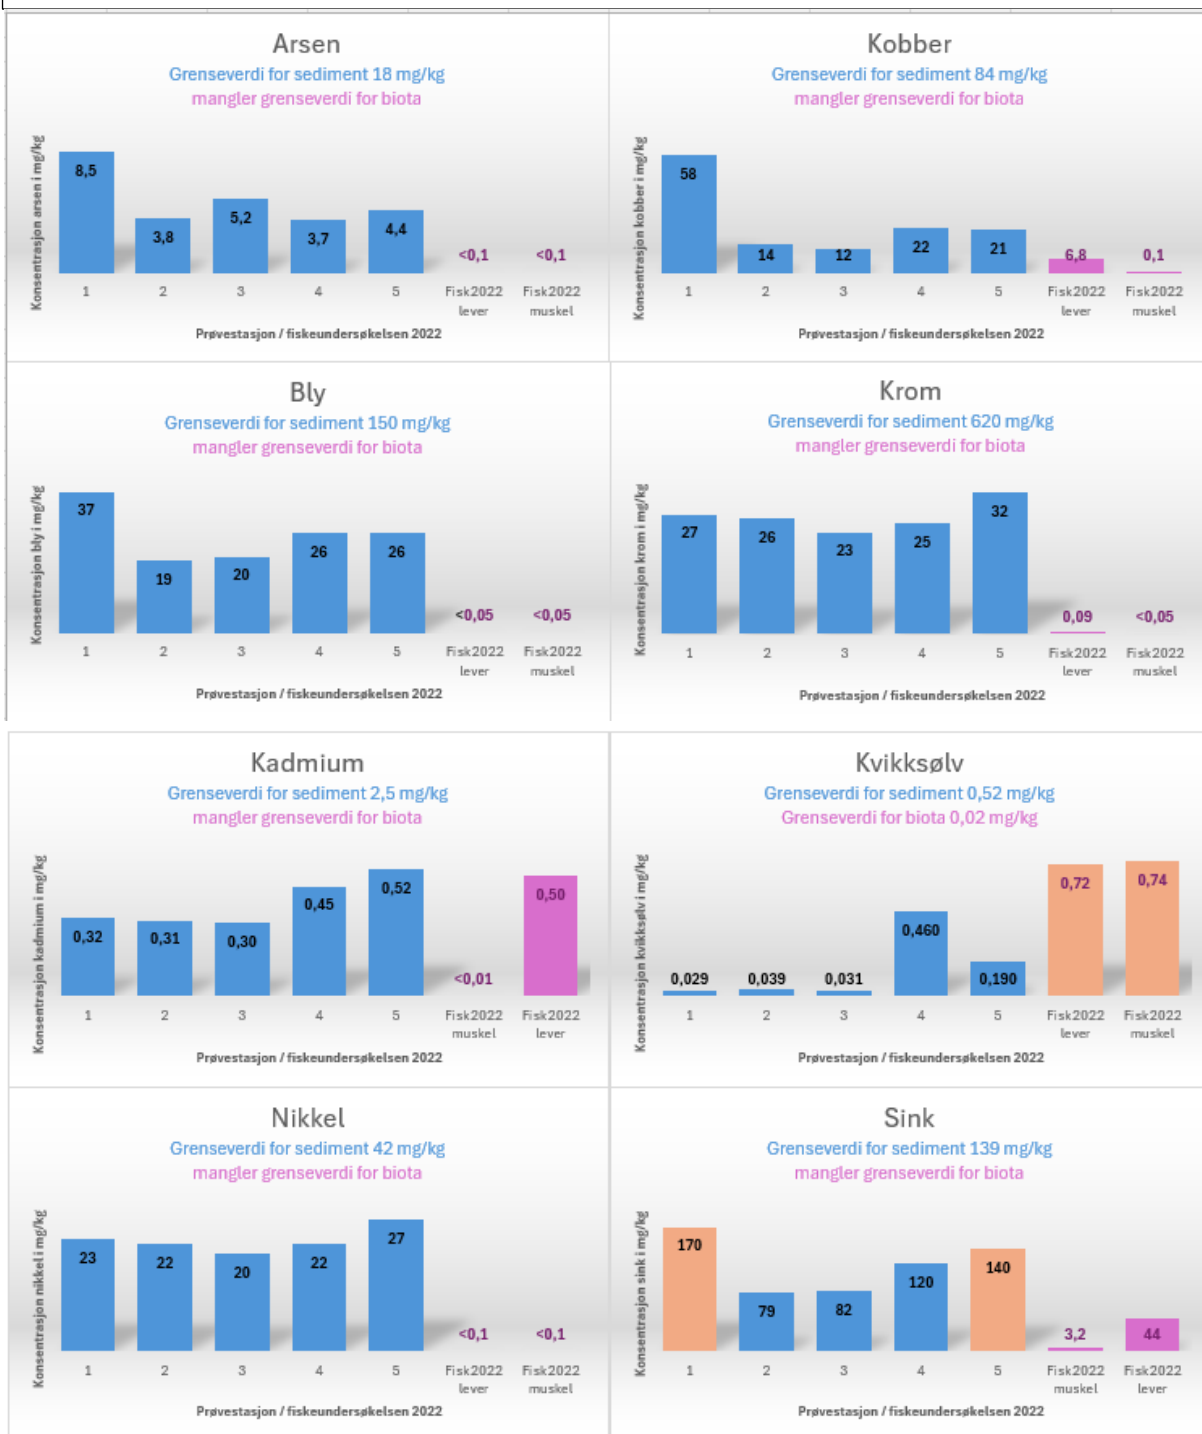 Arsen
Grenseverdi for sediment 18 mg/kg
mangler grenseverdi for biota
Konsentrasjon arsen i mg/kg
8,5
3,8
5,2
3,7
4,4
<0,1
<0,1
1
2
3
4
5
Fisk2022
lever
Fisk2022
muskel
Prøvestasjon / fiskeundersøkelsen 2022
Kobber
Grenseverdi for sediment 84 mg/kg
mangler grenseverdi for biota
Konsentrasjon kobber i mg/kg
58
14
12
22
21
6,8
0,1
1
2
3
4
5
Fisk2022
lever
Fisk2022
muskel
Prøvestasjon / fiskeundersøkelsen 2022
Bly
Grenseverdi for sediment 150 mg/kg
mangler grenseverdi for biota
Konsentrasjon bly i mg/kg
37
19
20
26
26
<0,05
<0,05
1
2
3
4
5
Fisk2022
lever
Fisk2022
muskel
Prøvestasjon / fiskeundersøkelsen 2022
Krom
Grenseverdi for sediment 620 mg/kg
mangler grenseverdi for biota
Konsentrasjon krom i mg/kg
27
26
23
25
32
0,09
<0,05
1
2
3
4
5
Fisk2022
lever
Fisk2022
muskel
Prøvestasjon / fiskeundersøkelsen 2022
Kadmium
Grenseverdi for sediment 2,5 mg/kg
mangler grenseverdi for biota
Konsentrasjon kadmium i mg/kg
0,32
0,31
0,30
0,45
0,52
<0,01
0,50
1
2
3
4
5
Fisk2022
muskel
Fisk2022
lever
Prøvestasjon / fiskeundersøkelsen 2022
Kvikksølv
Grenseverdi for sediment 0,52 mg/kg
Grenseverdi for biota 0,02 mg/kg
Konsentrasjon kvikksølv i mg/kg
0,029
0,039
0,031
0,460
0,190
0,72
0,74
1
2
3
4
5
Fisk2022
lever
Fisk2022
muskel
Prøvestasjon / fiskeundersøkelsen 2022
Nikkel
Grenseverdi for sediment 42 mg/kg
mangler grenseverdi for biota
Konsentrasjon nikkel i mg/kg
23
22
20
22
27
<0,1
<0,1
1
2
3
4
5
Fisk2022
lever
Fisk2022
muskel
Prøvestasjon / fiskeundersøkelsen 2022
Sink
Grenseverdi for sediment 139 mg/kg
mangler grenseverdi for biota
Konsentrasjon sink i mg/kg
170
79
82
120
140
3,2
44
1
2
3
4
5
Fisk2022
muskel
Fisk2022
lever
Prøvestasjon / fiskeundersøkelsen 2022